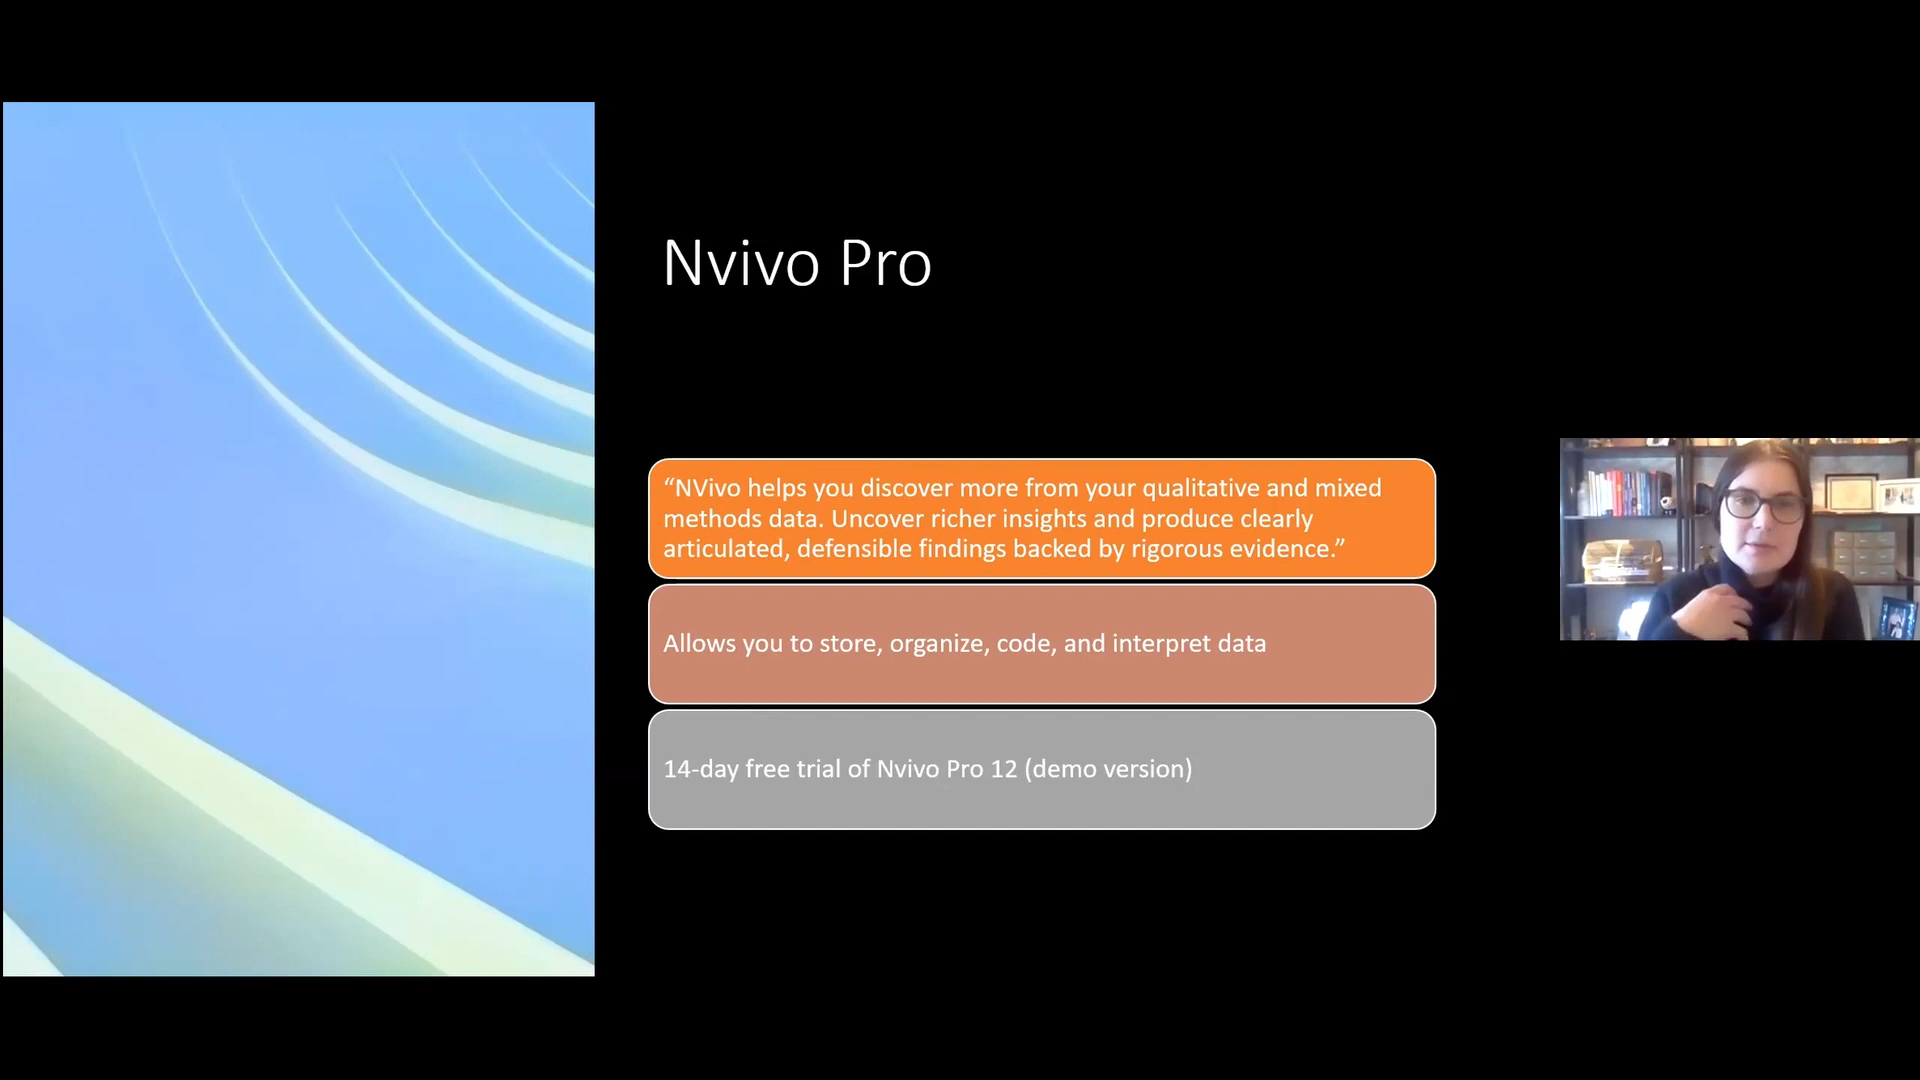 Nvivo Pro
“NVivo helps you discover more from your qualitative and mixed
methods data. Uncover richer insights and produce clearly
articulated, defensible findings backed by rigorous evidence.”
Allows you to store, organize, code, and interpret data
14-day free trial of Nvivo Pro 12 (demo version)